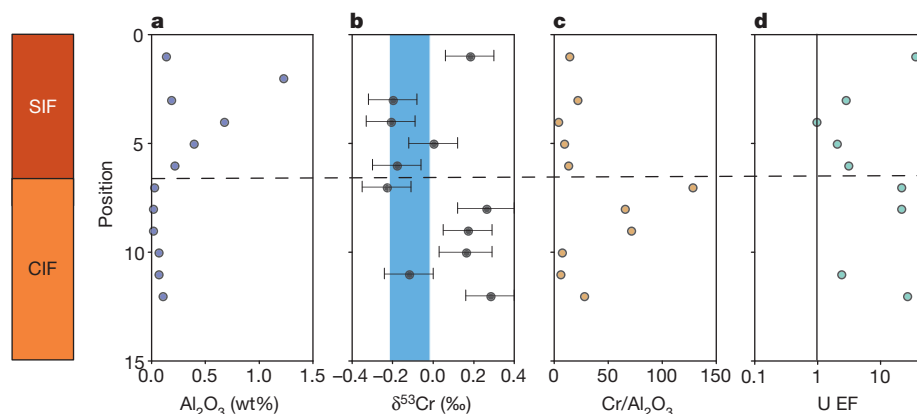 a
b
c
d
SIF
CIF
Position
0
5
10
15
0.0 0.5 1.0 1.5
Al₂O₃ (wt%)
−0.4 −0.2 0.0 0.2 0.4
δ⁵³Cr (‰)
0 50 100 150
Cr/Al₂O₃
0.1 1 10
U EF